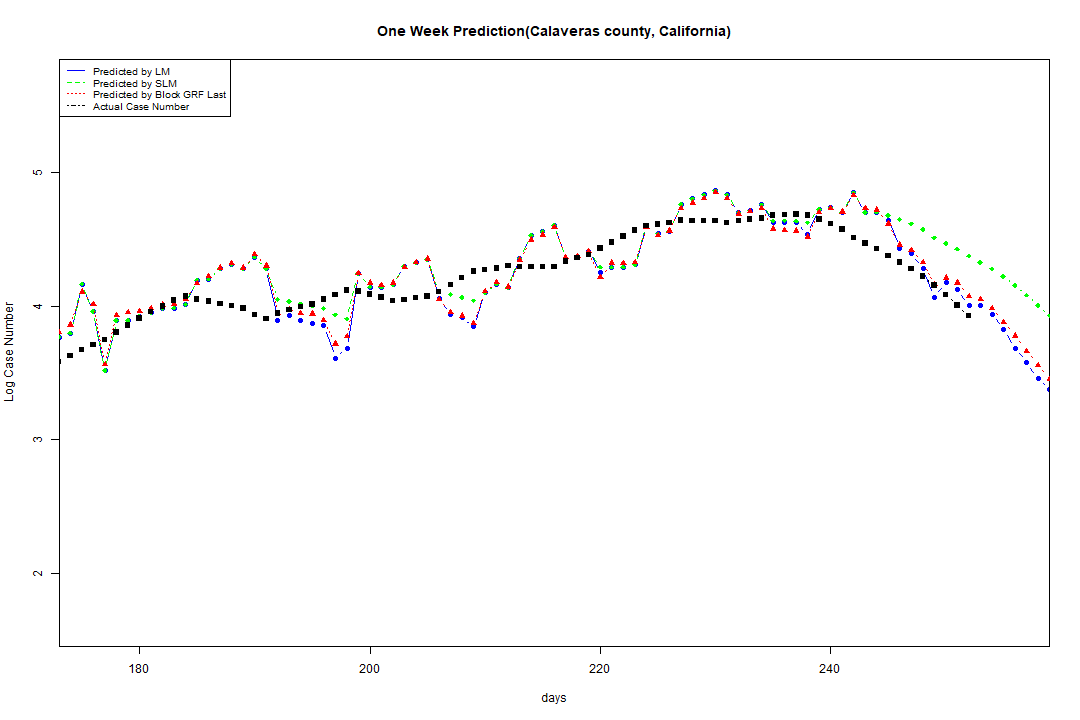 One Week Prediction(Calaveras county, California)
Predicted by LM
Predicted by SLM
Predicted by Block GRF Last
Actual Case Number
5
4
3
2
Log Case Number
180
200
220
240
days